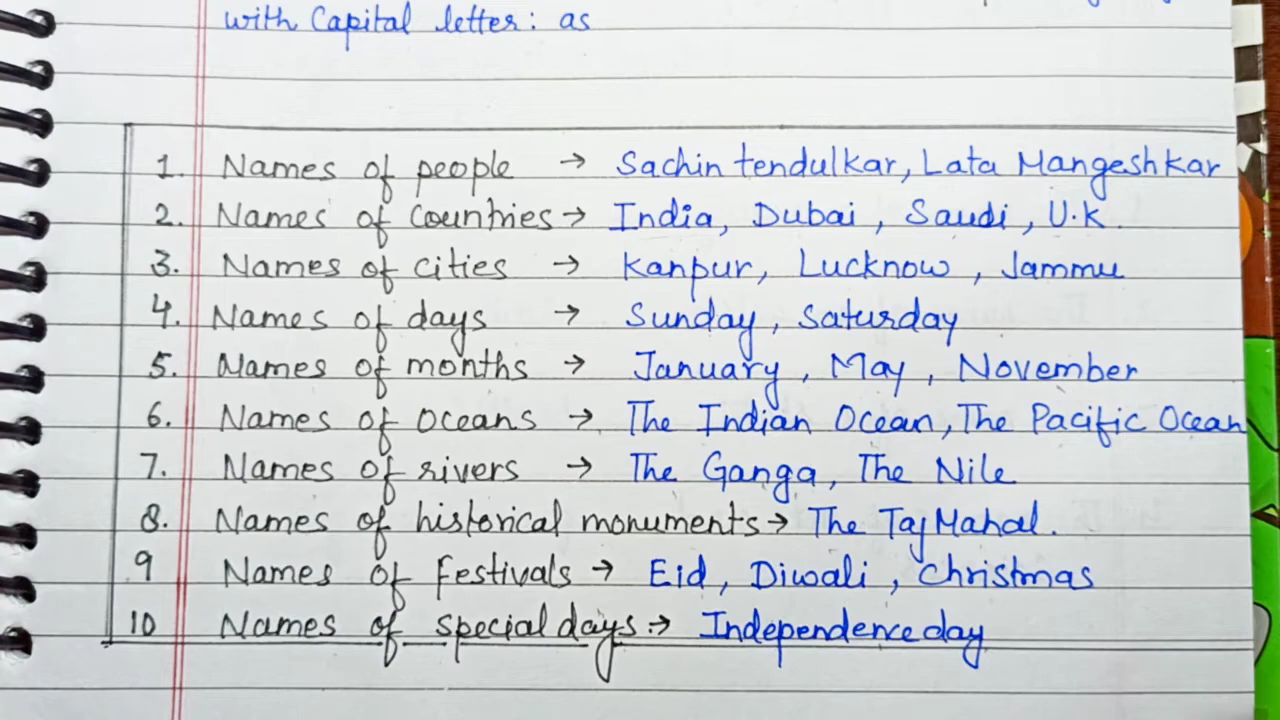 with Capital letter: as
1. Names of people → Sachin tendulkar, Lata Mangeshkar
2. Names of Countries → India, Dubai, Saudi, U.K.
3. Names of cities → Kanpur, Lucknow, Jammu
4. Names of days → Sunday, Saturday
5. Names of months → January, May, November
6. Names of Oceans → The Indian Ocean, The Pacific Ocean
7. Names of rivers → The Ganga, The Nile
8. Names of historical monuments → The Taj Mahal.
9 Names of Festivals → Eid, Diwali, Christmas
10 Names of special days → Independence day